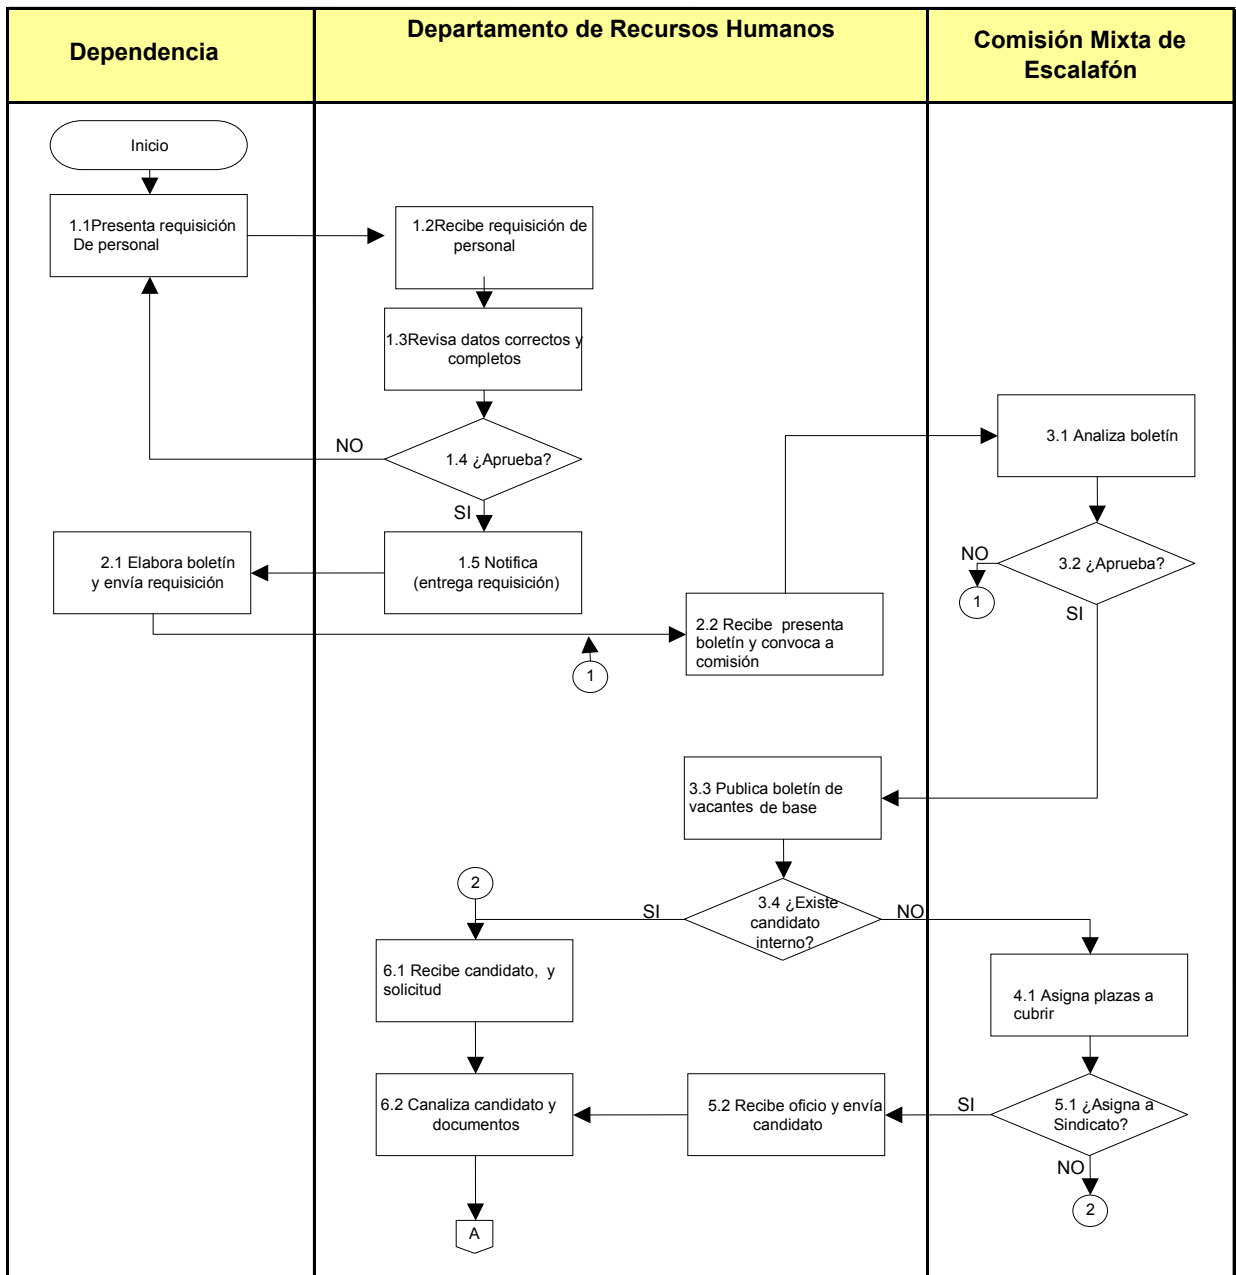 Dependencia
Departamento de Recursos Humanos
Comisión Mixta de
Escalafón
Inicio
1.1Presenta requisición
De personal
1.2Recibe requisición de
personal
1.3Revisa datos correctos y
completos
NO
1.4 ¿Aprueba?
SI
3.1 Analiza boletín
2.1 Elabora boletín
y envía requisición
1.5 Notifica
(entrega requisición)
NO
3.2 ¿Aprueba?
1
SI
2.2 Recibe presenta
boletín y convoca a
comisión
1
3.3 Publica boletín de
vacantes de base
2
SI
3.4 ¿Existe
candidato
interno?
NO
6.1 Recibe candidato, y
solicitud
4.1 Asigna plazas a
cubrir
6.2 Canaliza candidato y
documentos
5.2 Recibe oficio y envía
candidato
SI
5.1 ¿Asigna a
Sindicato?
NO
2
A